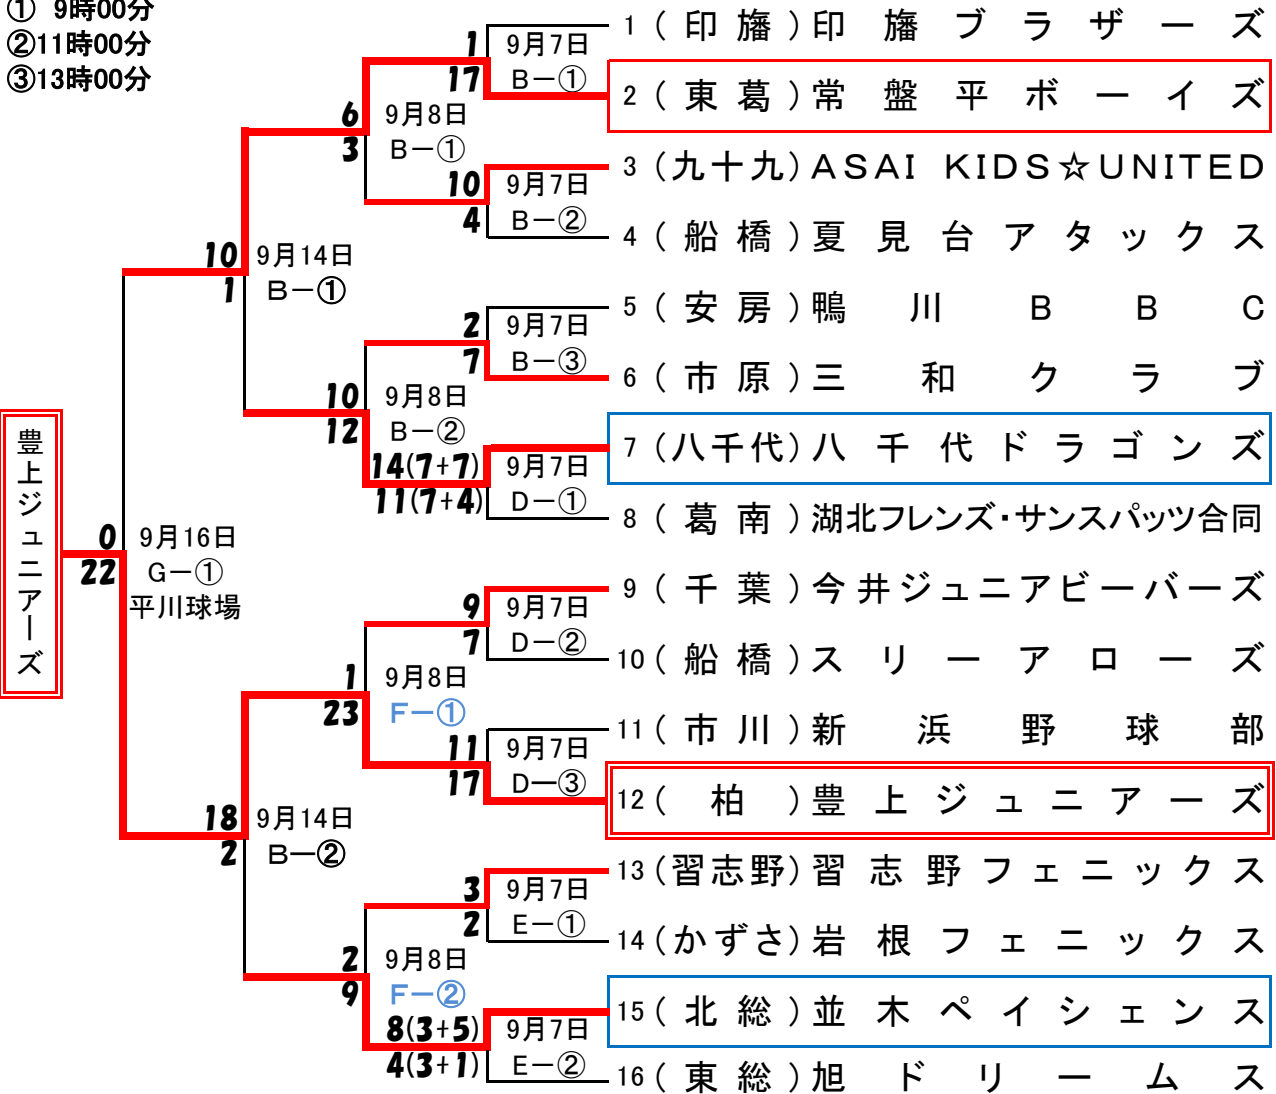 ① 9時00分
②11時00分
③13時00分
1 (印旛) 印旛ブラザーズ
1 9月7日
17 B－①
2 (東葛) 常盤平ボーイズ
6 9月8日
3 B－①
3 (九十九) ASAI KIDS☆UNITED
10 9月7日
4 B－②
4 (船橋) 夏見台アタックス
10 9月14日
1 B－①
5 (安房) 鴨川BBC
2 9月7日
7 B－③
6 (市原) 三和クラブ
10 9月8日
12 B－②
7 (八千代) 八千代ドラゴンズ
14(7+7) 9月7日
11(7+4) D－①
8 (葛南) 湖北フレンズ・サンスパッツ合同
豊上ジュニアーズ
0 9月16日
22 G－①
平川球場
9 (千葉) 今井ジュニアビーバーズ
9 9月7日
7 D－②
10 (船橋) スリーアローズ
1 9月8日
23 F－①
11 (市川) 新浜野球部
11 9月7日
17 D－③
12 (柏) 豊上ジュニアーズ
18 9月14日
2 B－②
13 (習志野) 習志野フェニックス
3 9月7日
2 E－①
14 (かずさ) 岩根フェニックス
2 9月8日
9 F－②
15 (北総) 並木ペイシェンス
8(3+5) 9月7日
4(3+1) E－②
16 (東総) 旭ドリームス